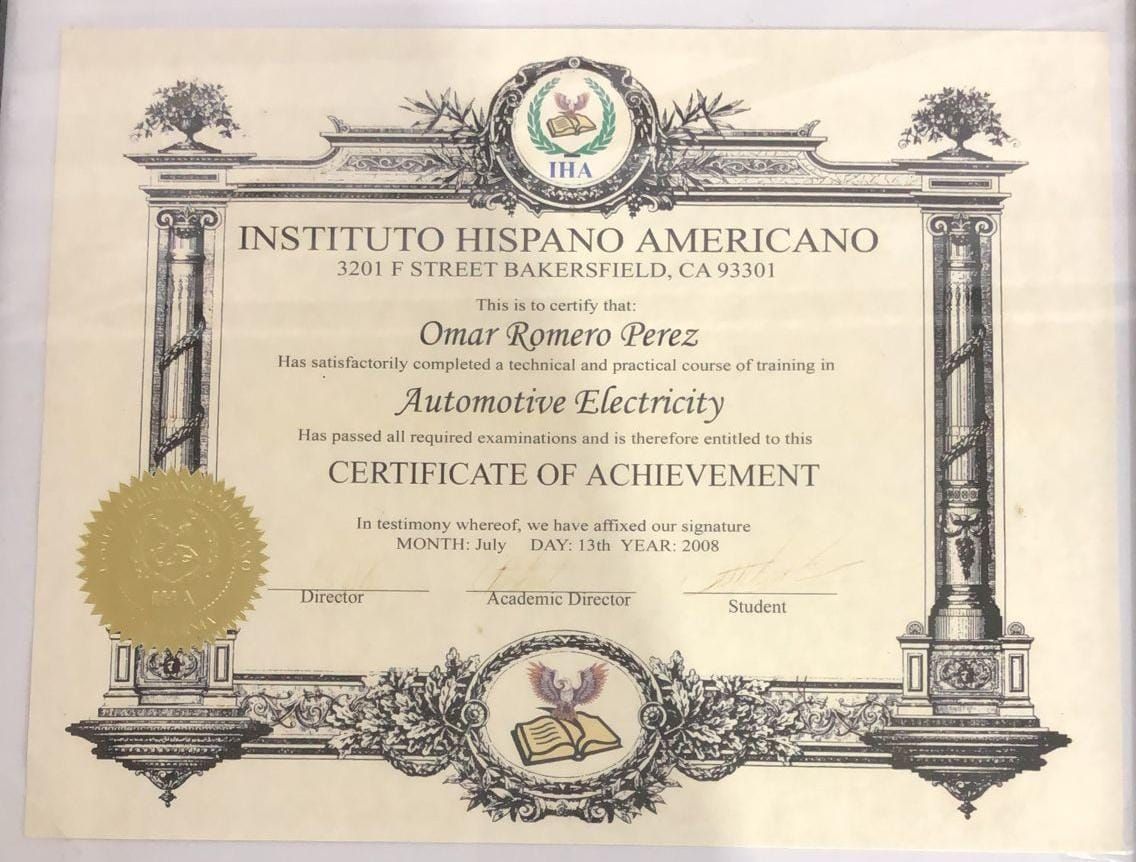 IHA
INSTITUTO HISPANO AMERICANO
3201 F STREET BAKERSFIELD, CA 93301
This is to certify that:
Omar Romero Perez
Has satisfactorily completed a technical and practical course of training in
Automotive Electricity
Has passed all required examinations and is therefore entitled to this
CERTIFICATE OF ACHIEVEMENT
In testimony whereof, we have affixed our signature
MONTH: July DAY: 13th YEAR: 2008
Director Academic Director Student
IHA